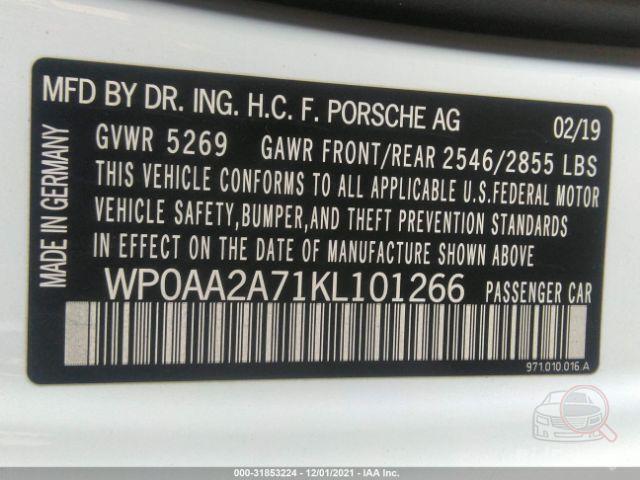 MFD BY DR. ING. H.C. F. PORSCHE AG 02/19
MADE IN GERMANY
GVWR 5269 GAWR FRONT/REAR 2546/2855 LBS
THIS VEHICLE CONFORMS TO ALL APPLICABLE U.S.FEDERAL MOTOR
VEHICLE SAFETY,BUMPER,AND THEFT PREVENTION STANDARDS
IN EFFECT ON THE DATE OF MANUFACTURE SHOWN ABOVE.
WP0AA2A71KL101266 PASSENGER CAR
971.010.016.A
000-31853224 - 12/01/2021 - IAA Inc.